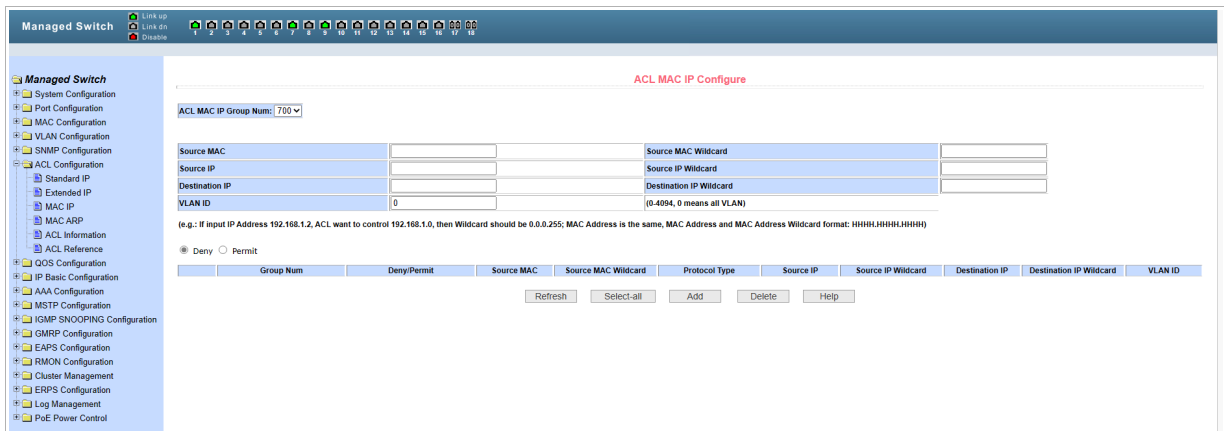 Managed Switch
Link up
Link dn
Disable
1 2 3 4 5 6 7 8 9 10 11 12 13 14 15 16 17 18
Managed Switch
System Configuration
Port Configuration
MAC Configuration
VLAN Configuration
SNMP Configuration
ACL Configuration
Standard IP
Extended IP
MAC IP
MAC ARP
ACL Information
ACL Reference
QOS Configuration
IP Basic Configuration
AAA Configuration
MSTP Configuration
IGMP SNOOPING Configuration
GMRP Configuration
EAPS Configuration
RMON Configuration
Cluster Management
ERPS Configuration
Log Management
PoE Power Control
ACL MAC IP Configure
ACL MAC IP Group Num: 700
Source MAC Source MAC Wildcard
Source IP Source IP Wildcard
Destination IP Destination IP Wildcard
VLAN ID 0 (0-4094, 0 means all VLAN)
(e.g.: If input IP Address 192.168.1.2, ACL want to control 192.168.1.0, then Wildcard should be 0.0.0.255; MAC Address is the same, MAC Address and MAC Address Wildcard format: HHHH.HHHH.HHHH)
Deny Permit
Group Num Deny/Permit Source MAC Source MAC Wildcard Protocol Type Source IP Source IP Wildcard Destination IP Destination IP Wildcard VLAN ID
Refresh Select-all Add Delete Help